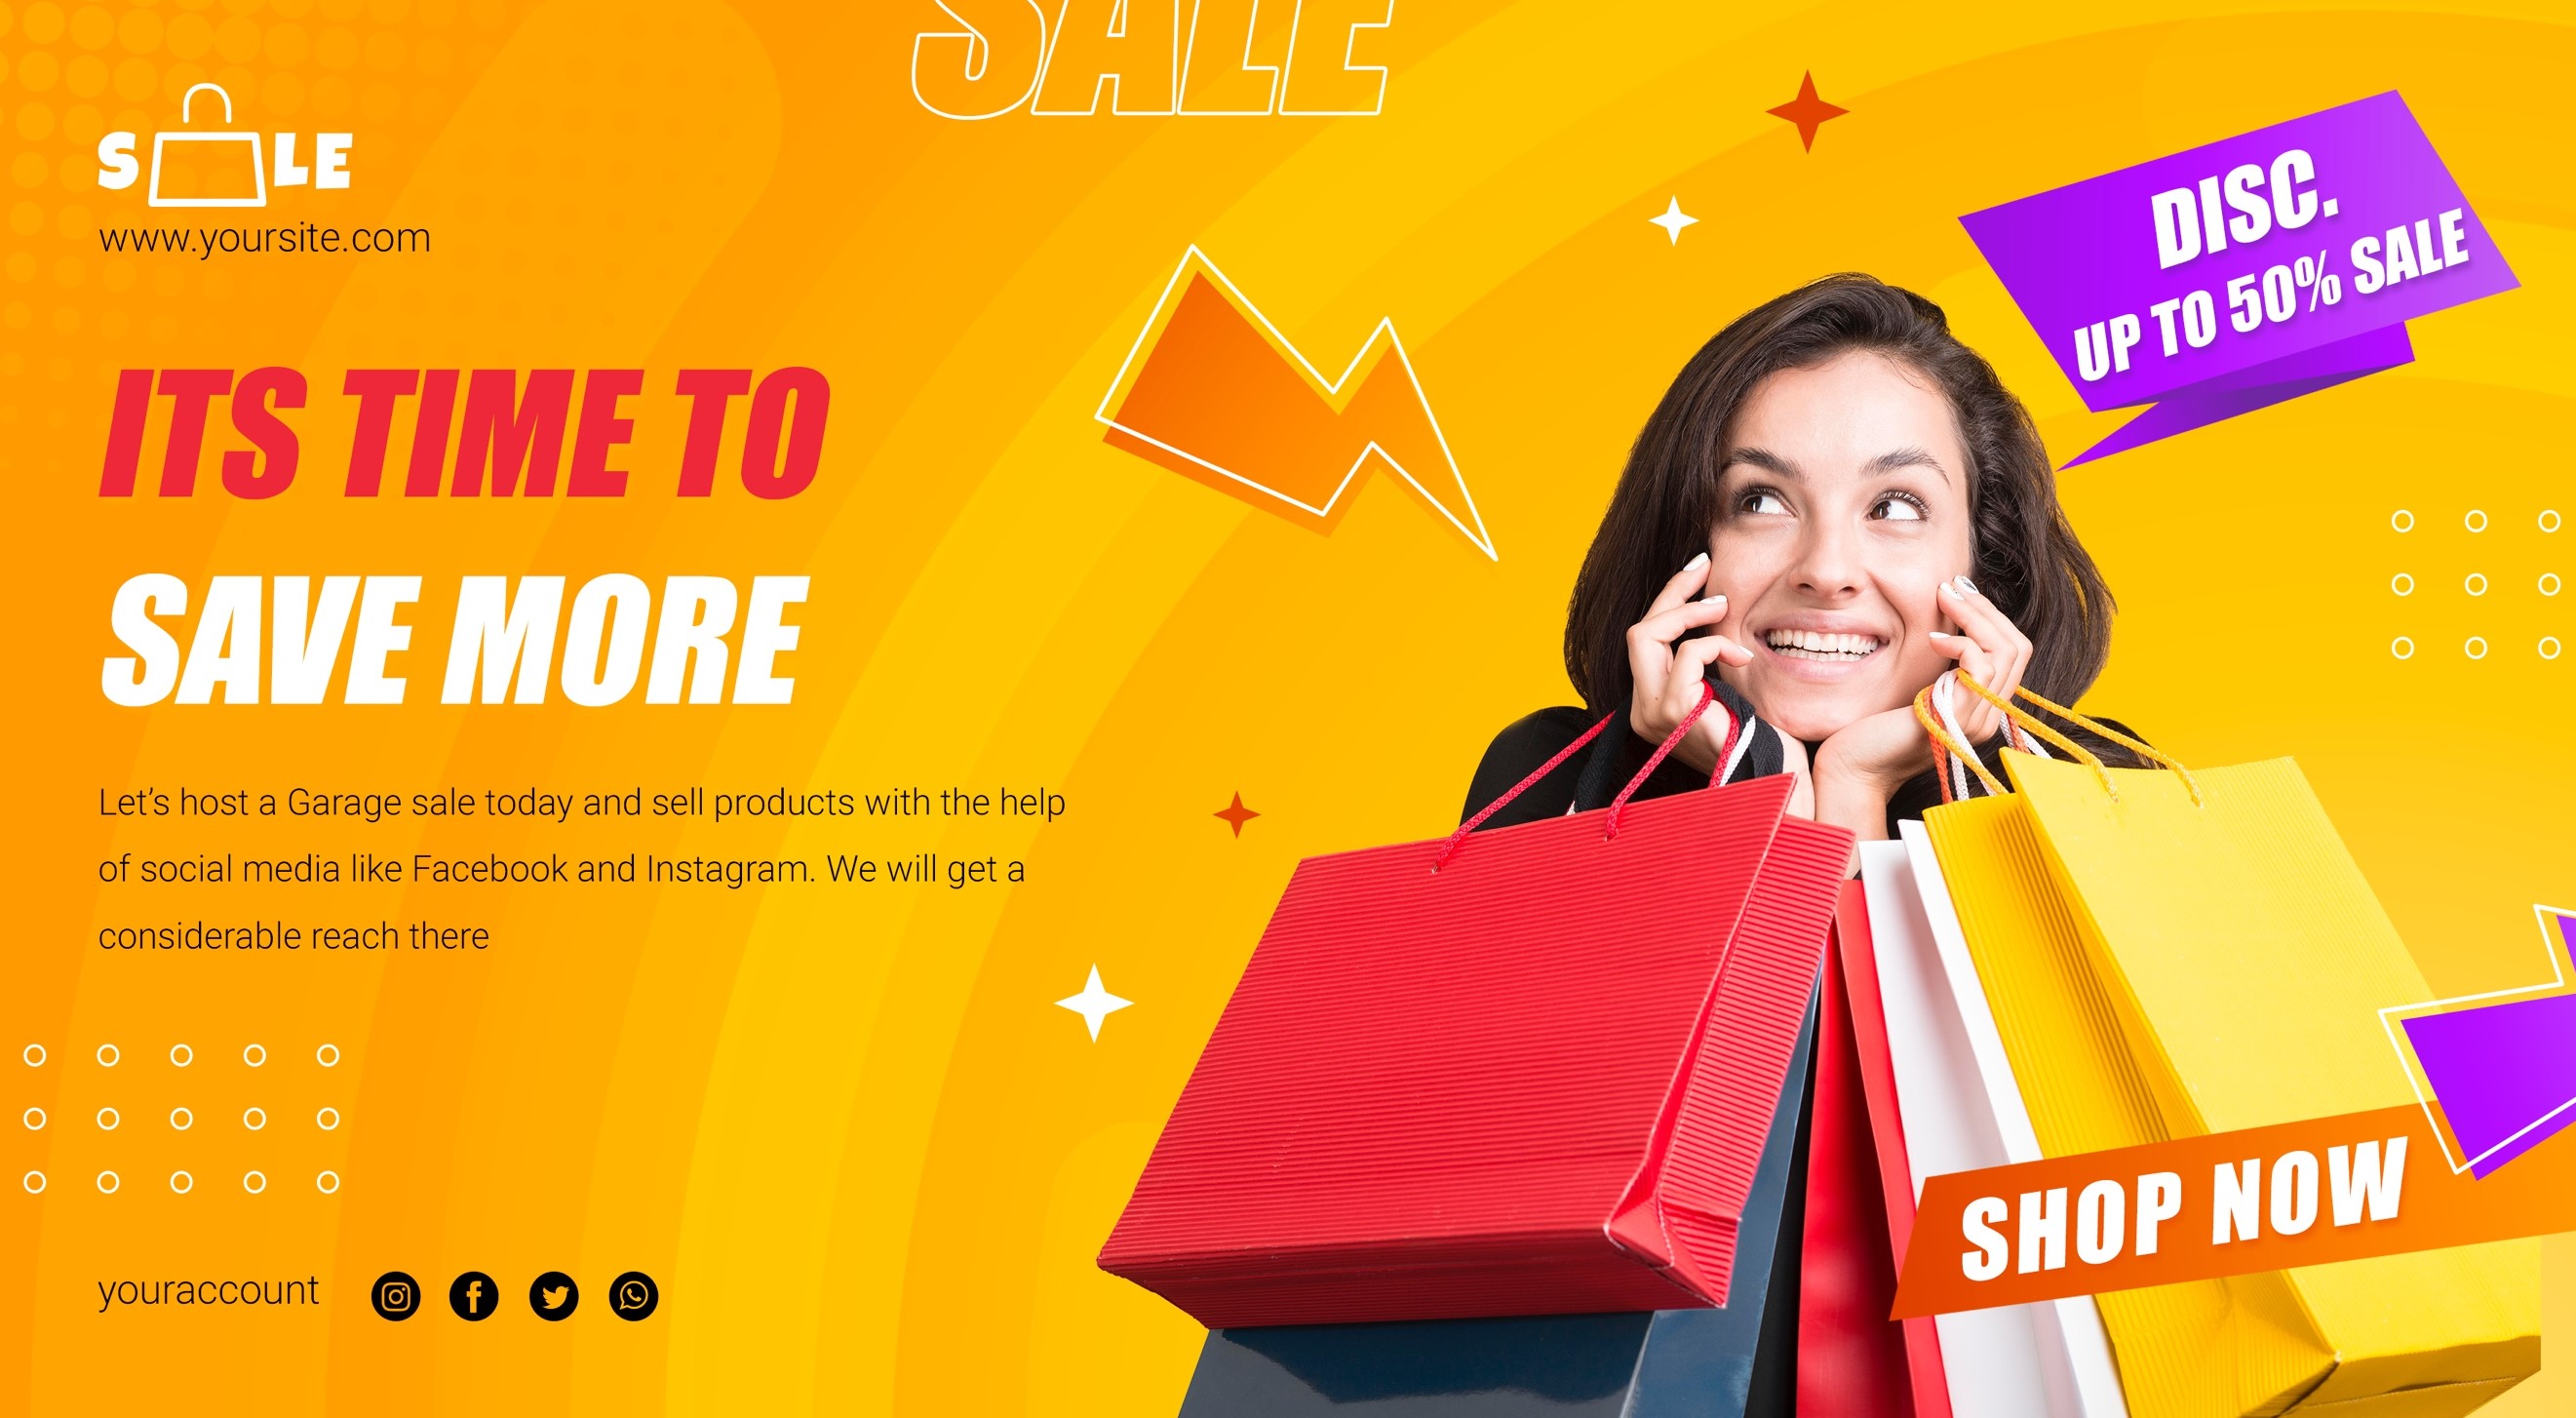 SALE
SALE
www.yoursite.com
DISC.
UP TO 50% SALE
ITS TIME TO
SAVE MORE
Let’s host a Garage sale today and sell products with the help
of social media like Facebook and Instagram. We will get a
considerable reach there
SHOP NOW
youraccount